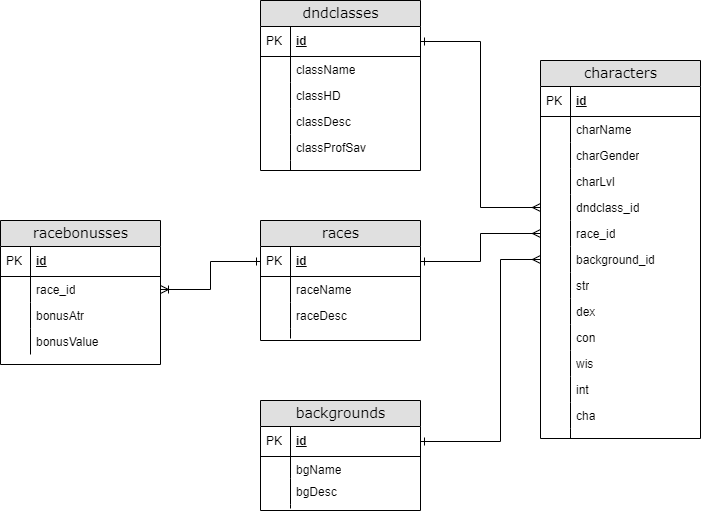 dndclasses
PK id
className
classHD
classDesc
classProfSav
characters
PK id
charName
charGender
charLvl
dndclass_id
race_id
background_id
str
dex
con
wis
int
cha
racebonusses
PK id
race_id
bonusAtr
bonusValue
races
PK id
raceName
raceDesc
backgrounds
PK id
bgName
bgDesc